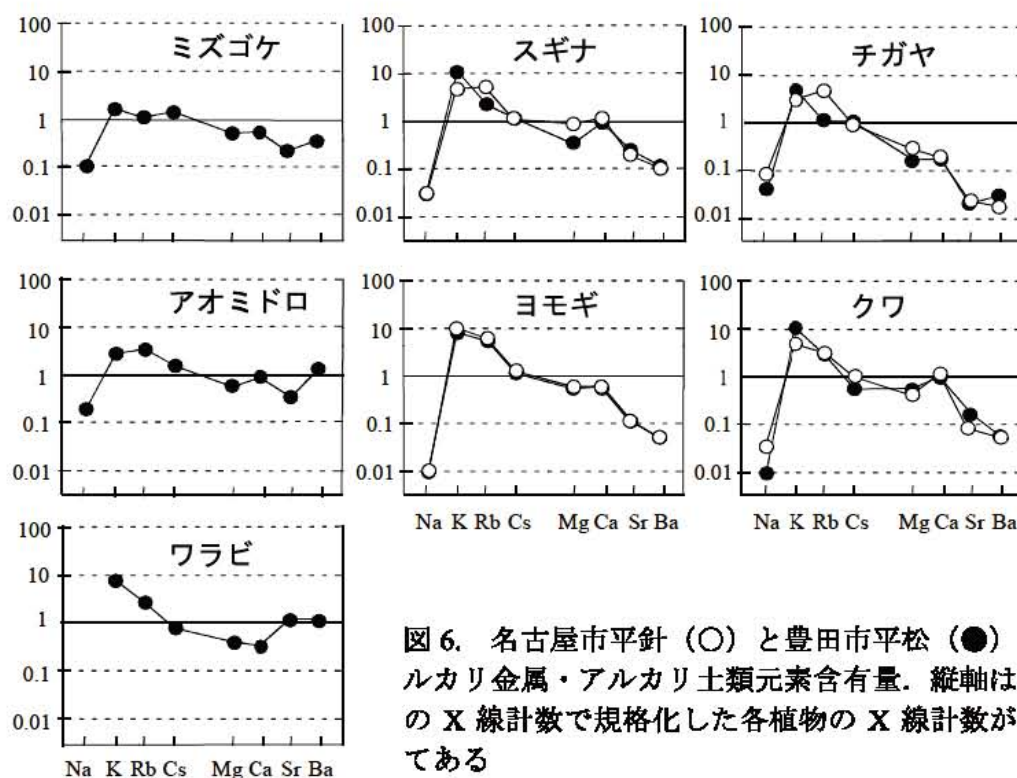 100 ミズゴケ
10
1
0.1
0.01
スギナ
100
10
1
0.1
0.01
チガヤ
100
10
1
0.1
0.01
アオミドロ
100
10
1
0.1
0.01
ヨモギ
100
10
1
0.1
0.01
Na K Rb Cs Mg Ca Sr Ba
クワ
100
10
1
0.1
0.01
Na K Rb Cs Mg Ca Sr Ba
ワラビ
100
10
1
0.1
0.01
Na K Rb Cs Mg Ca Sr Ba
図 6. 名古屋市平針（○）と豊田市平松（●）
ルカリ金属・アルカリ土類元素含有量. 縦軸は
の X 線計数で規格化した各植物の X 線計数が
てある